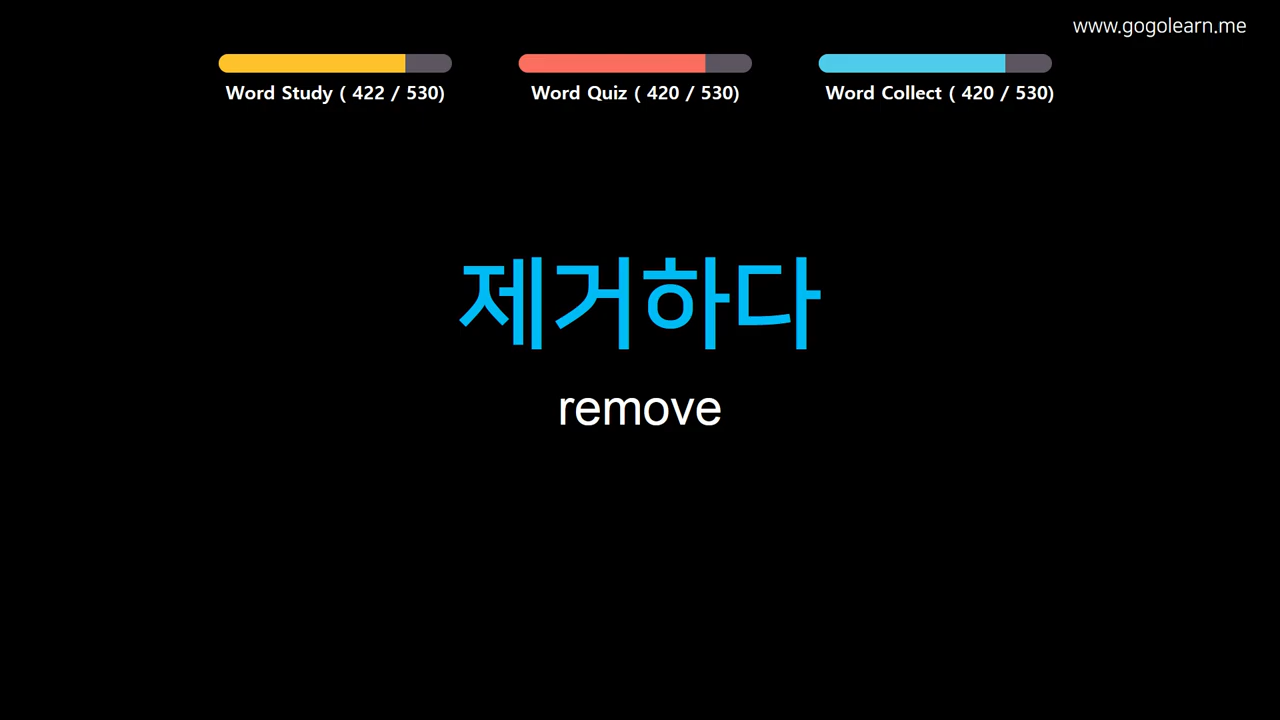 www.gogolearn.me
Word Study ( 422 / 530)
Word Quiz ( 420 / 530)
Word Collect ( 420 / 530)
제거하다
remove